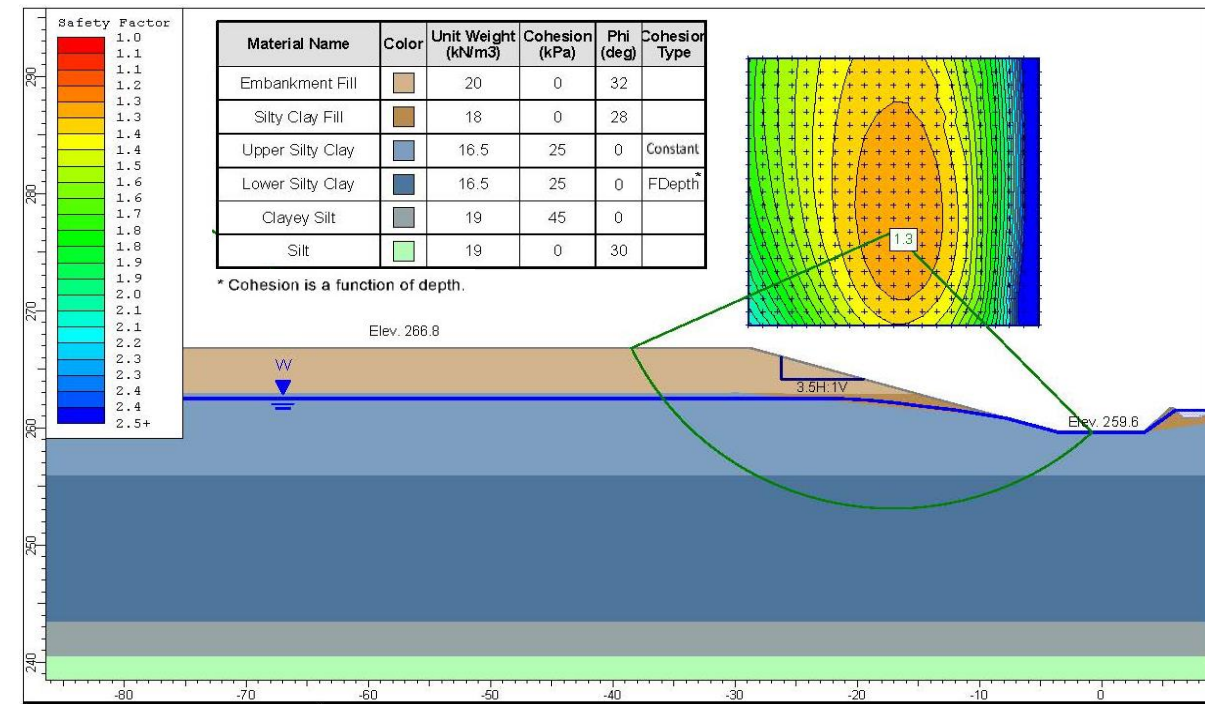 Safety Factor
1.0
1.1
1.1
1.2
1.3
1.3
1.4
1.5
1.6
1.6
1.7
1.8
1.8
1.9
1.9
2.0
2.1
2.1
2.2
2.3
2.3
2.4
2.4
2.5+
Material Name Color Unit Weight (kN/m3) Cohesion (kPa) Phi (deg) Cohesion Type
Embankment Fill 20 0 32
Silty Clay Fill 18 0 28
Upper Silty Clay 16.5 25 0 Constant
Lower Silty Clay 16.5 25 0 FDepth*
Clayey Silt 19 45 0
Silt 19 0 30
* Cohesion is a function of depth.
1.3
Elev. 266.8
W
3.5H:1V
Elev. 259.6
290
280
270
260
250
240
-80 -70 -60 -50 -40 -30 -20 -10 0